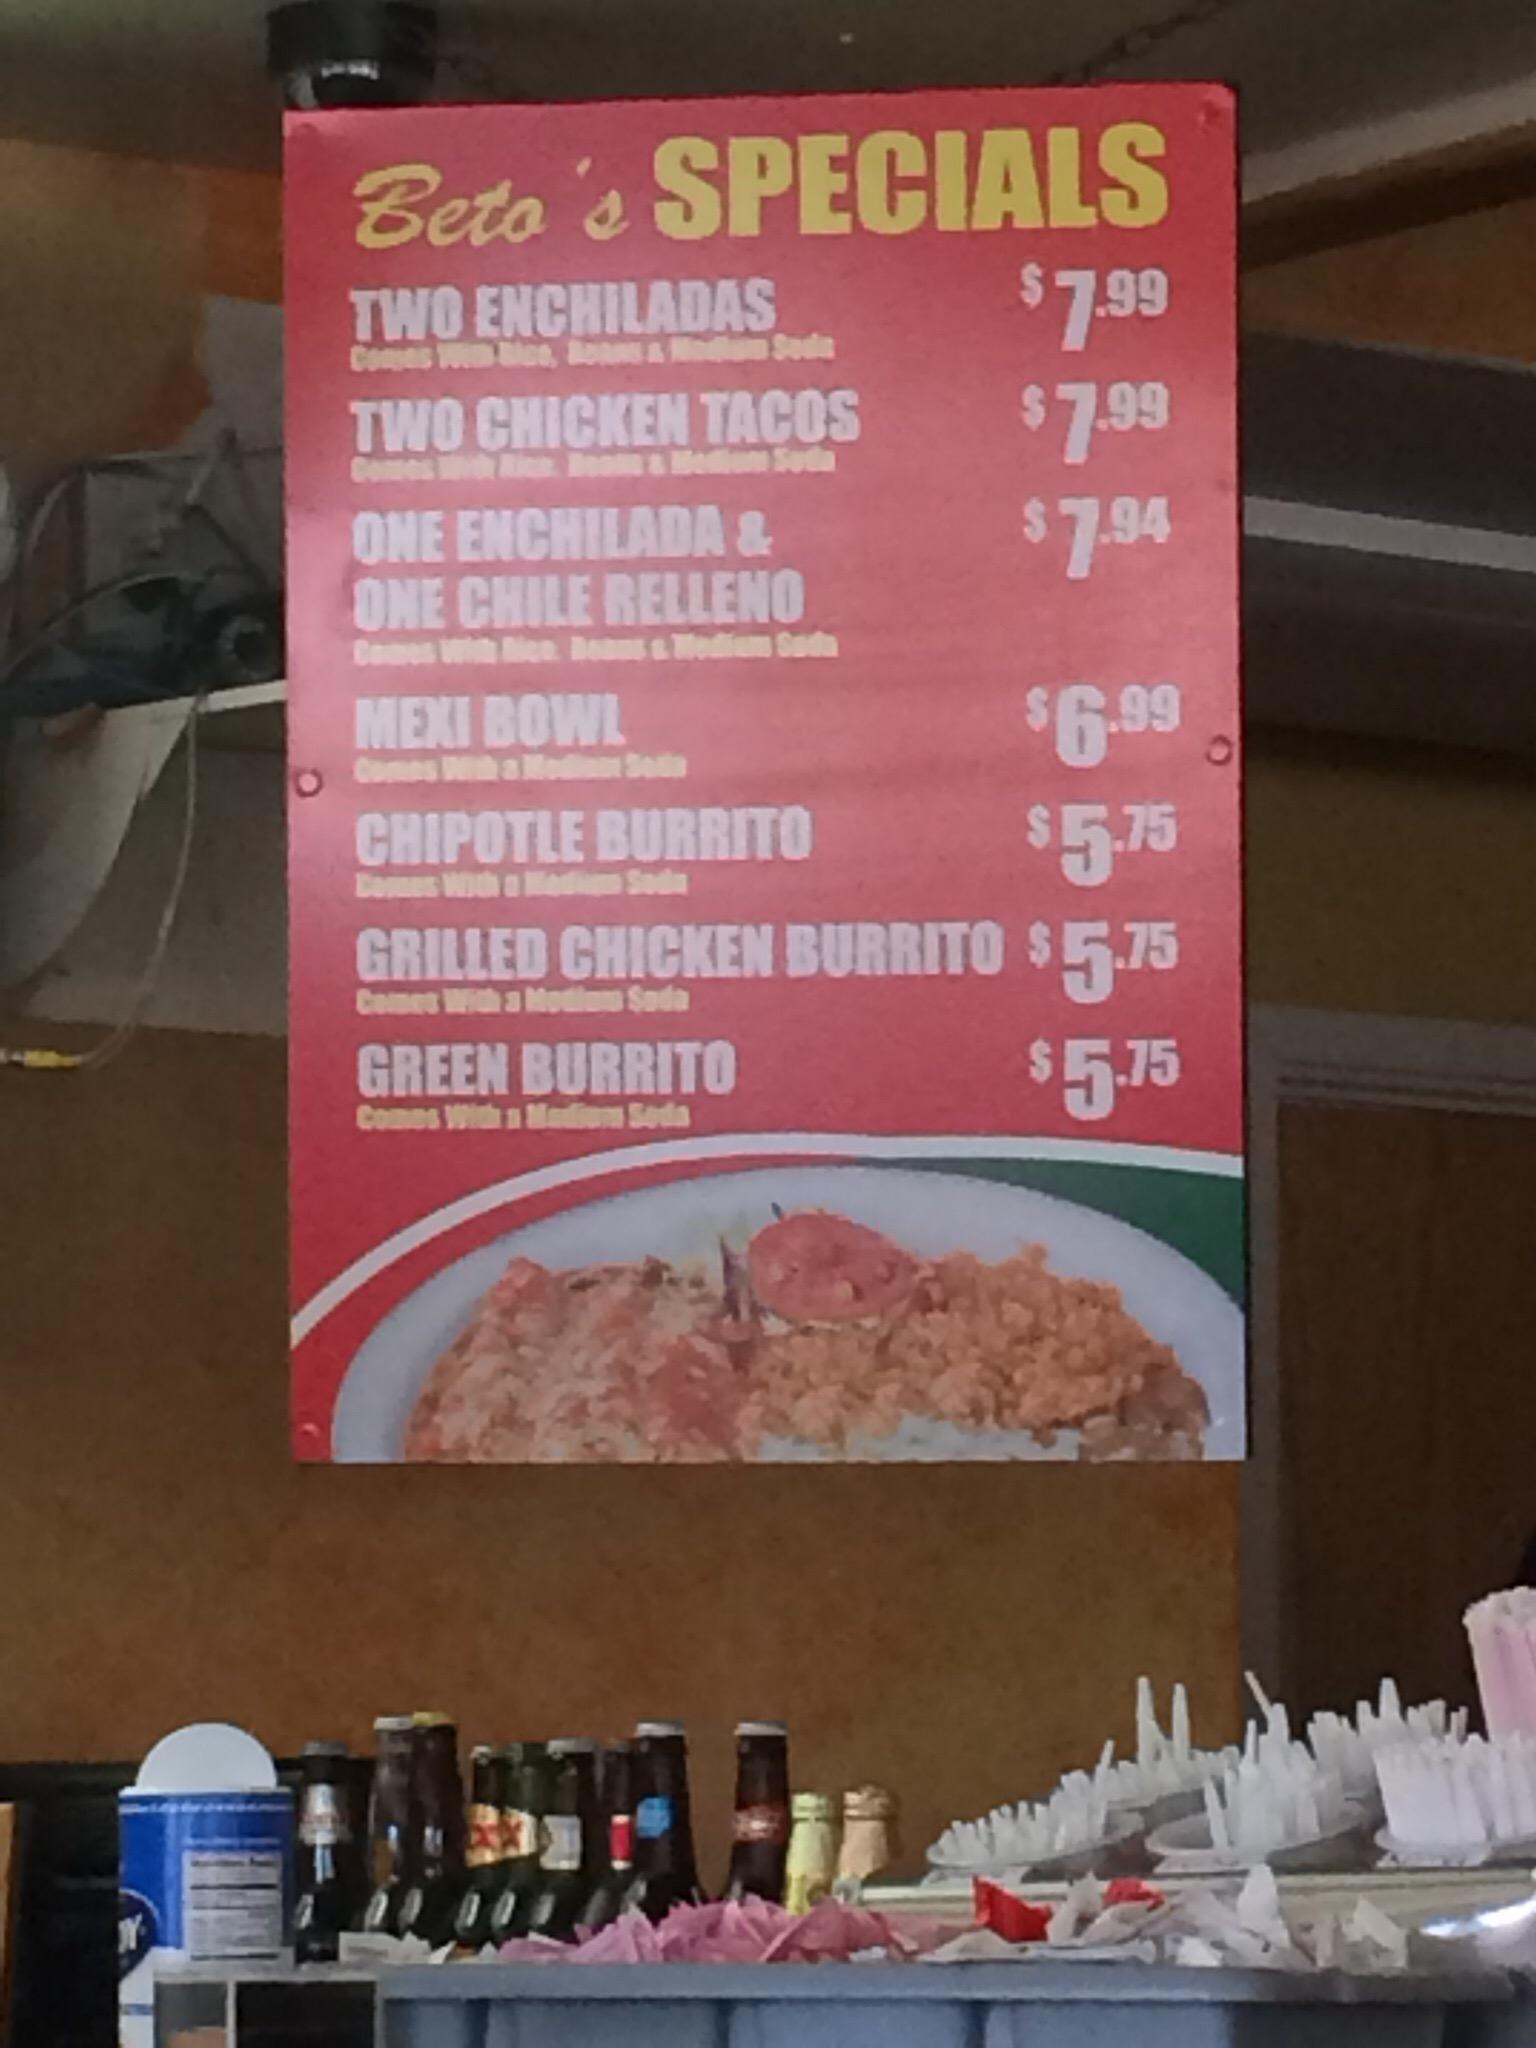 Beto's SPECIALS
TWO ENCHILADAS $7.99
Comes With Rice, Beans & Medium Soda
TWO CHICKEN TACOS $7.99
Comes With Rice, Beans & Medium Soda
ONE ENCHILADA & $7.94
ONE CHILE RELLENO
Comes With Rice, Beans & Medium Soda
MEXI BOWL $6.99
Comes With a Medium Soda
CHIPOTLE BURRITO $5.75
Comes With a Medium Soda
GRILLED CHICKEN BURRITO $5.75
Comes With a Medium Soda
GREEN BURRITO $5.75
Comes With a Medium Soda
XX